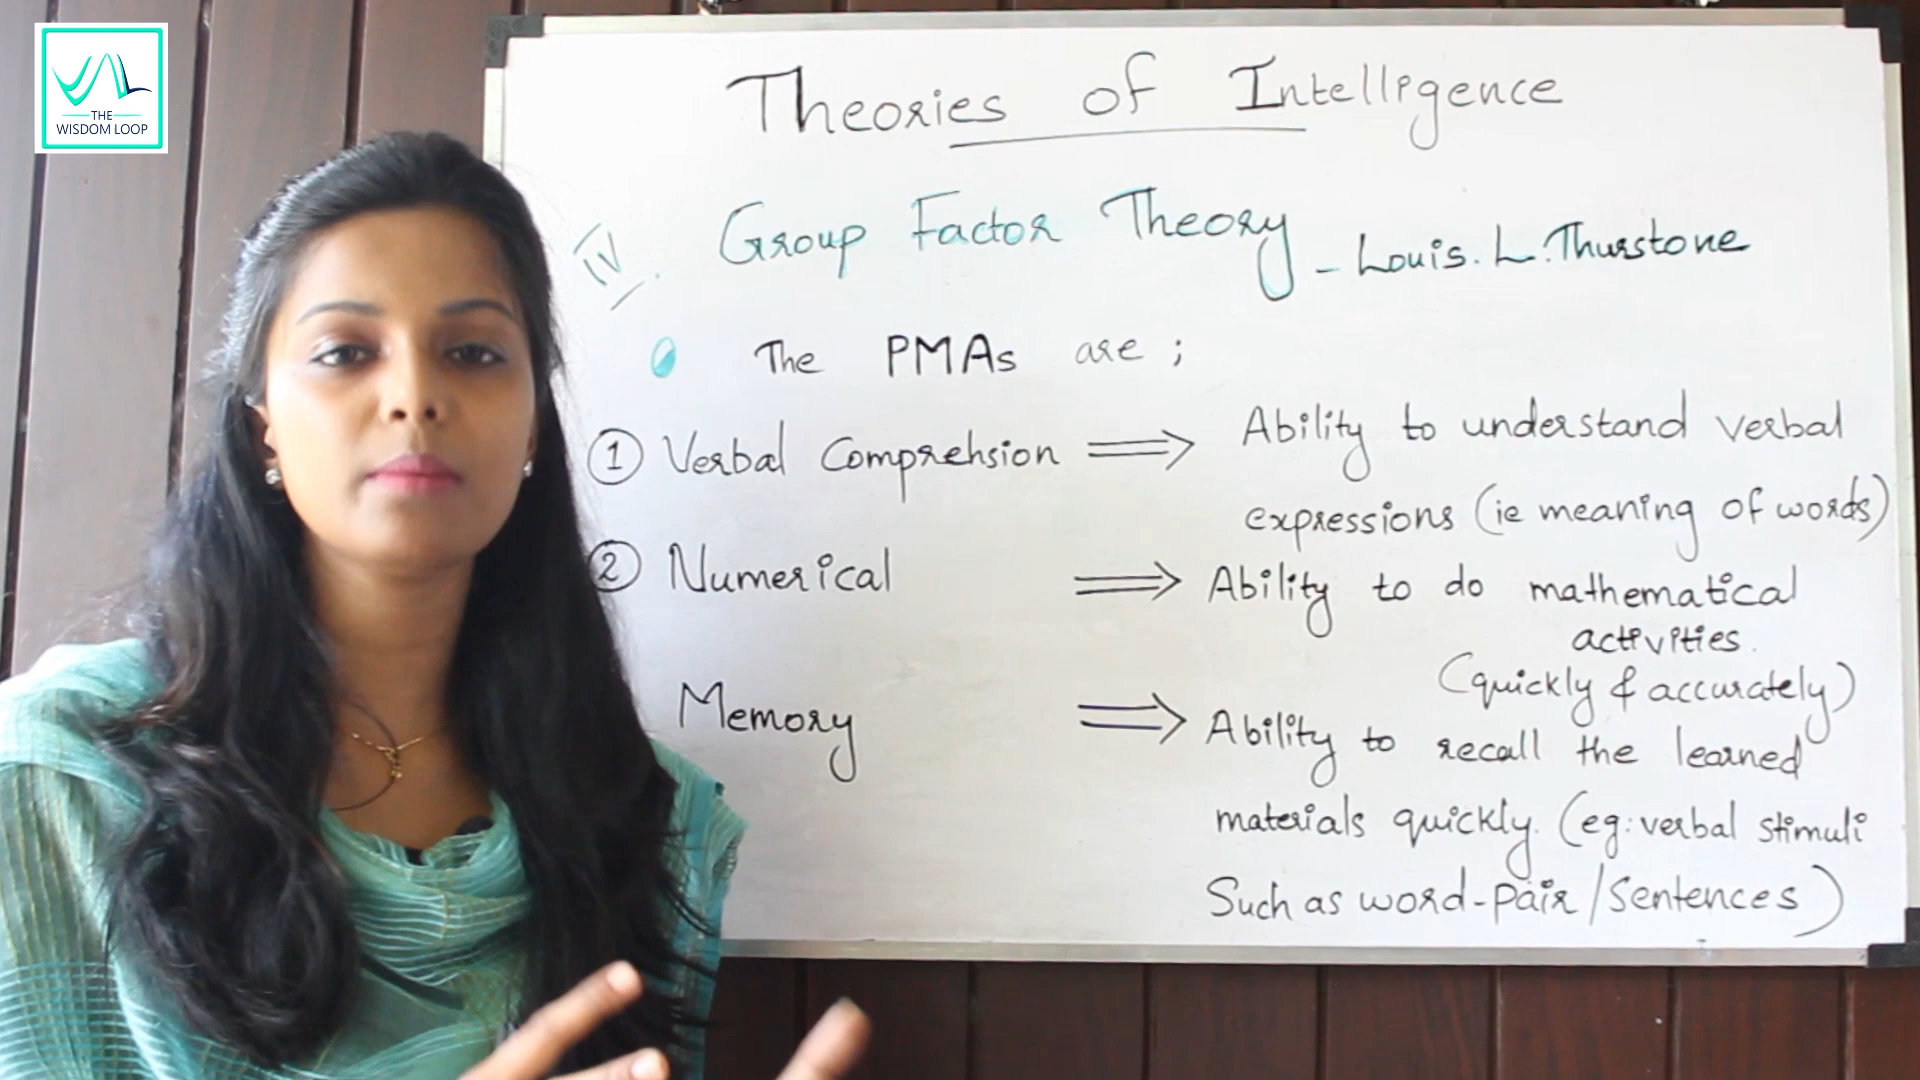 THE
WISDOM LOOP
Theories of Intelligence
IV. Group Factor Theory - Louis. L. Thurstone
The PMAs are ;
1 Verbal Comprehsion ⇒ Ability to understand verbal
expressions (ie meaning of words)
2 Numerical ⇒ Ability to do mathematical
activities.
(quickly & accurately)
Memory ⇒ Ability to recall the learned
materials quickly. (eg: verbal stimuli
Such as word-pair/sentences)